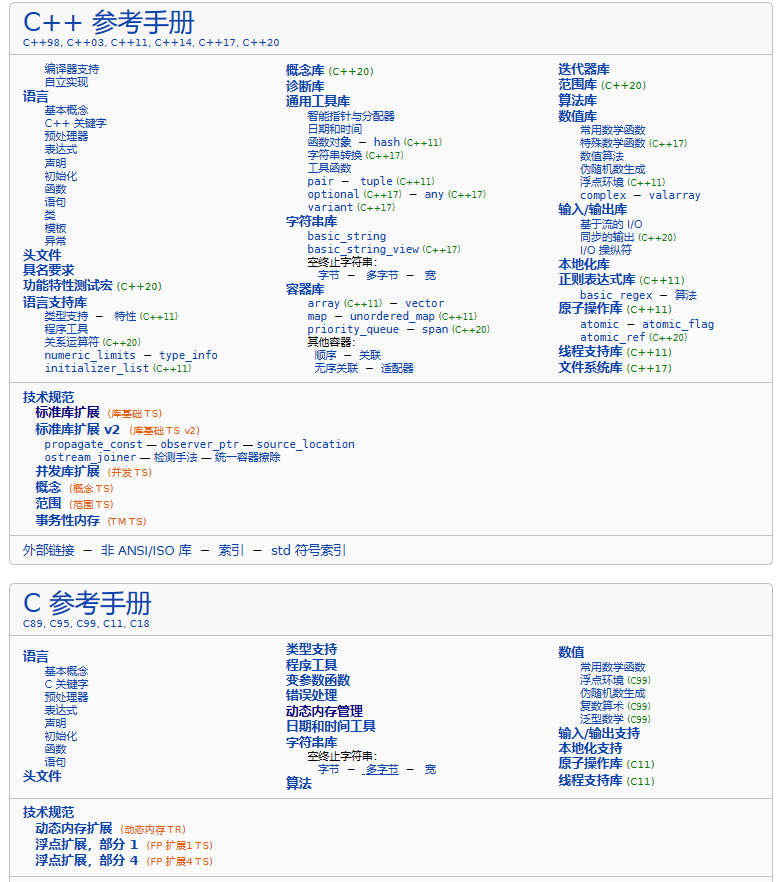 C++ 参考手册
C++98, C++03, C++11, C++14, C++17, C++20
编译器支持
自立实现
语言
基本概念
C++ 关键字
预处理器
表达式
声明
初始化
函数
语句
类
模板
异常
头文件
具名要求
功能特性测试宏 (C++20)
语言支持库
类型支持 − 特性 (C++11)
程序工具
关系运算符 (C++20)
numeric_limits − type_info
initializer_list (C++11)
概念库 (C++20)
诊断库
通用工具库
智能指针与分配器
日期和时间
函数对象 − hash (C++11)
字符串转换 (C++17)
工具函数
pair − tuple (C++11)
optional (C++17) − any (C++17)
variant (C++17)
字符串库
basic_string
basic_string_view (C++17)
空终止字符串:
字节 − 多字节 − 宽
容器库
array (C++11) − vector
map − unordered_map (C++11)
priority_queue − span (C++20)
其他容器:
顺序 − 关联
无序关联 − 适配器
迭代器库
范围库 (C++20)
算法库
数值库
常用数学函数
特殊数学函数 (C++17)
数值算法
伪随机数生成
浮点环境 (C++11)
complex − valarray
输入/输出库
基于流的 I/O
同步的输出 (C++20)
I/O 操纵符
本地化库
正则表达式库 (C++11)
basic_regex − 算法
原子操作库 (C++11)
atomic − atomic_flag
atomic_ref (C++20)
线程支持库 (C++11)
文件系统库 (C++17)
技术规范
标准库扩展 (库基础 TS)
标准库扩展 v2 (库基础 TS v2)
propagate_const — observer_ptr — source_location
ostream_joiner — 检测手法 — 统一容器擦除
并发库扩展 (并发 TS)
概念 (概念 TS)
范围 (范围 TS)
事务性内存 (TM TS)
外部链接 − 非 ANSI/ISO 库 − 索引 − std 符号索引
C 参考手册
C89, C95, C99, C11, C18
语言
基本概念
C 关键字
预处理器
表达式
声明
初始化
函数
语句
头文件
类型支持
程序工具
变参数函数
错误处理
动态内存管理
日期和时间工具
字符串库
空终止字符串:
字节 − 多字节 − 宽
算法
数值
常用数学函数
浮点环境 (C99)
伪随机数生成
复数算术 (C99)
泛型数学 (C99)
输入/输出支持
本地化支持
原子操作库 (C11)
线程支持库 (C11)
技术规范
动态内存扩展 (动态内存 TR)
浮点扩展，部分 1 (FP 扩展1 TS)
浮点扩展，部分 4 (FP 扩展4 TS)